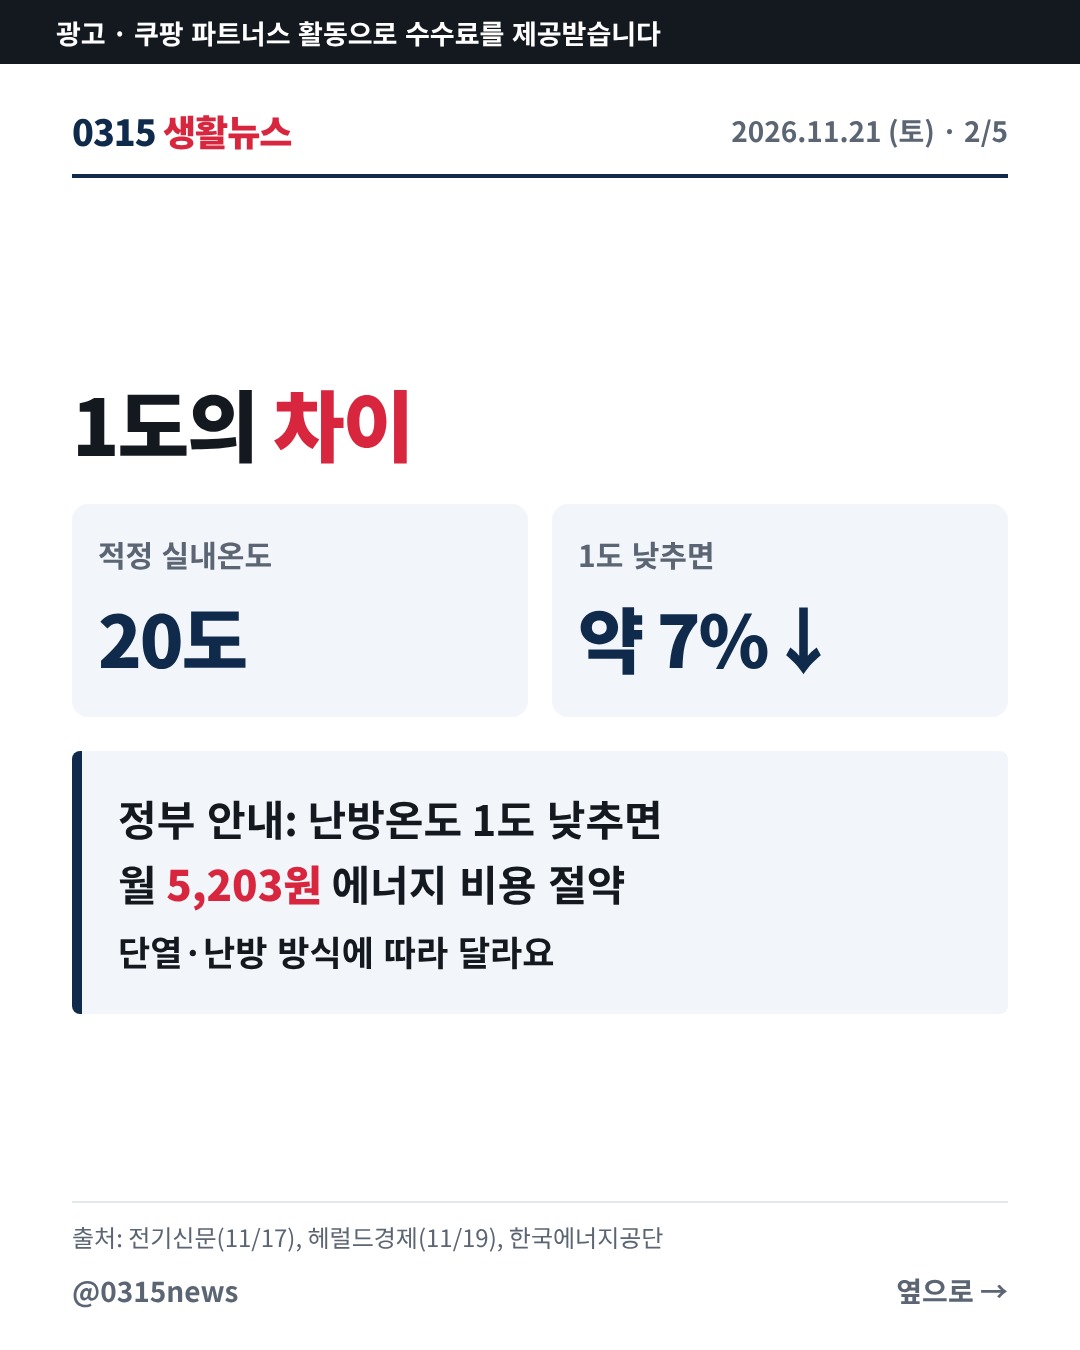 광고 · 쿠팡 파트너스 활동으로 수수료를 제공받습니다
0315 생활뉴스
2026.11.21 (토) · 2/5
1도의 차이
적정 실내온도
20도
1도 낮추면
약 7%↓
정부 안내: 난방온도 1도 낮추면
월 5,203원 에너지 비용 절약
단열·난방 방식에 따라 달라요
출처: 전기신문(11/17), 헤럴드경제(11/19), 한국에너지공단
@0315news
옆으로 →